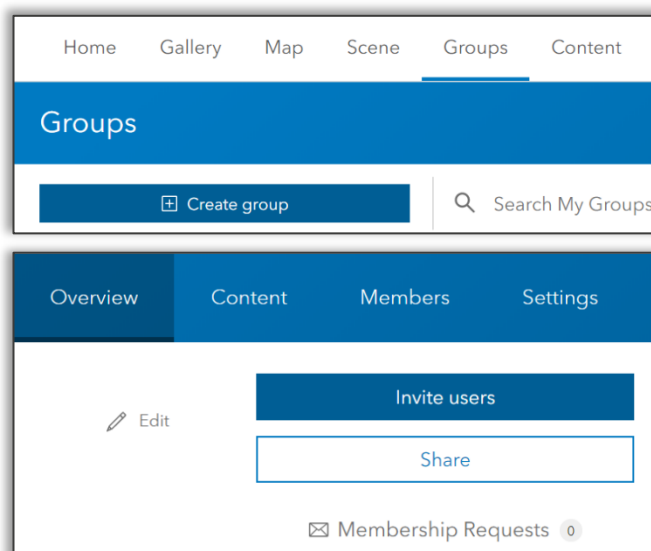 Home Gallery Map Scene Groups Content
Groups
Create group Search My Groups
Overview Content Members Settings
Invite users
Edit
Share
Membership Requests 0